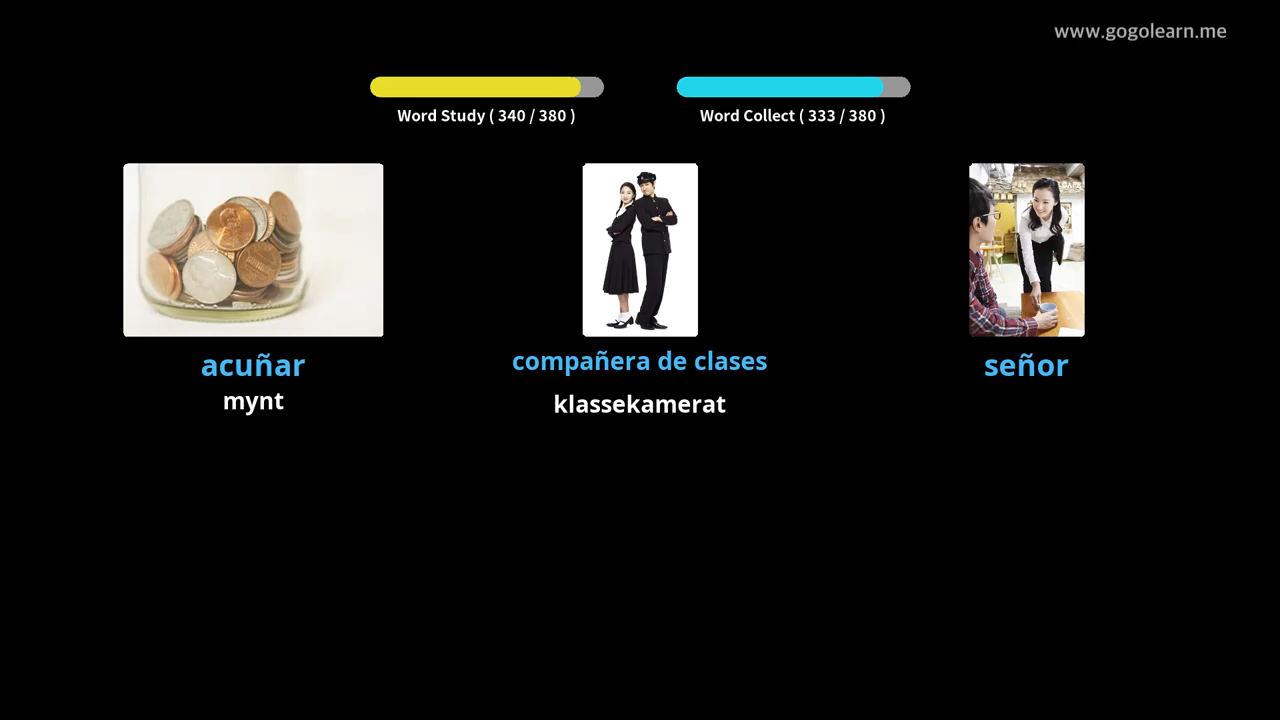 www.gogolearn.me
Word Study ( 340 / 380 )
Word Collect ( 333 / 380 )
acuñar
mynt
compañera de clases
klassekamerat
señor